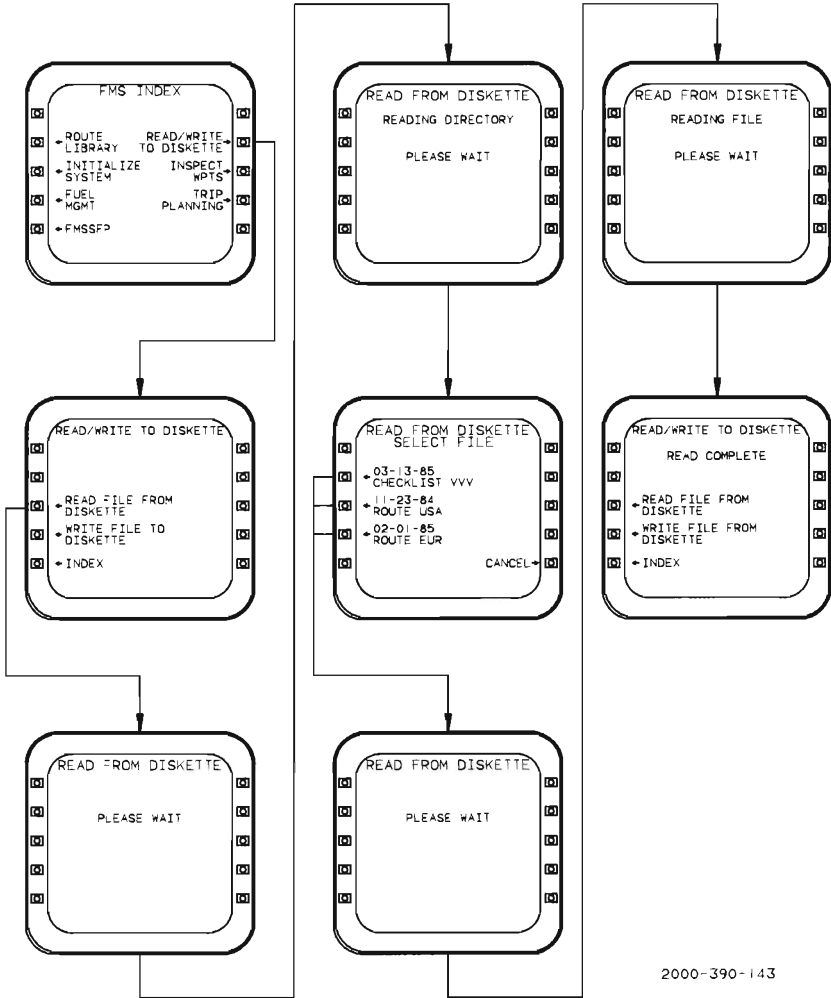 FMS INDEX
←ROUTE LIBRARY
READ/WRITE TO DISKETTE→
←INITIALIZE SYSTEM
INSPECT WPTS→
←FUEL MGMT
TRIP PLANNING→
←FMSSFP
READ/WRITE TO DISKETTE
←READ FILE FROM
DISKETTE
←WRITE FILE TO
DISKETTE
←INDEX
READ FROM DISKETTE
PLEASE WAIT
READ FROM DISKETTE
READING DIRECTORY
PLEASE WAIT
READ FROM DISKETTE
SELECT FILE
←03-13-85
CHECKLIST VVV
←11-23-84
ROUTE USA
←02-01-85
ROUTE EUR
CANCEL→
READ FROM DISKETTE
PLEASE WAIT
READ FROM DISKETTE
READING FILE
PLEASE WAIT
READ/WRITE TO DISKETTE
READ COMPLETE
←READ FILE FROM
DISKETTE
←WRITE FILE FROM
DISKETTE
←INDEX
2000-390-143